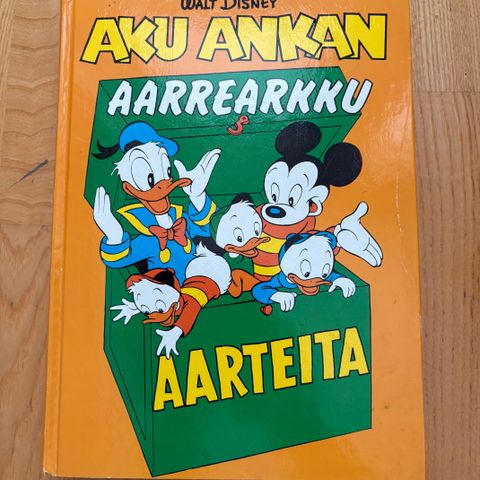 WALT DISNEY
AKU ANKAN
AARREARKKU
AARTEITA